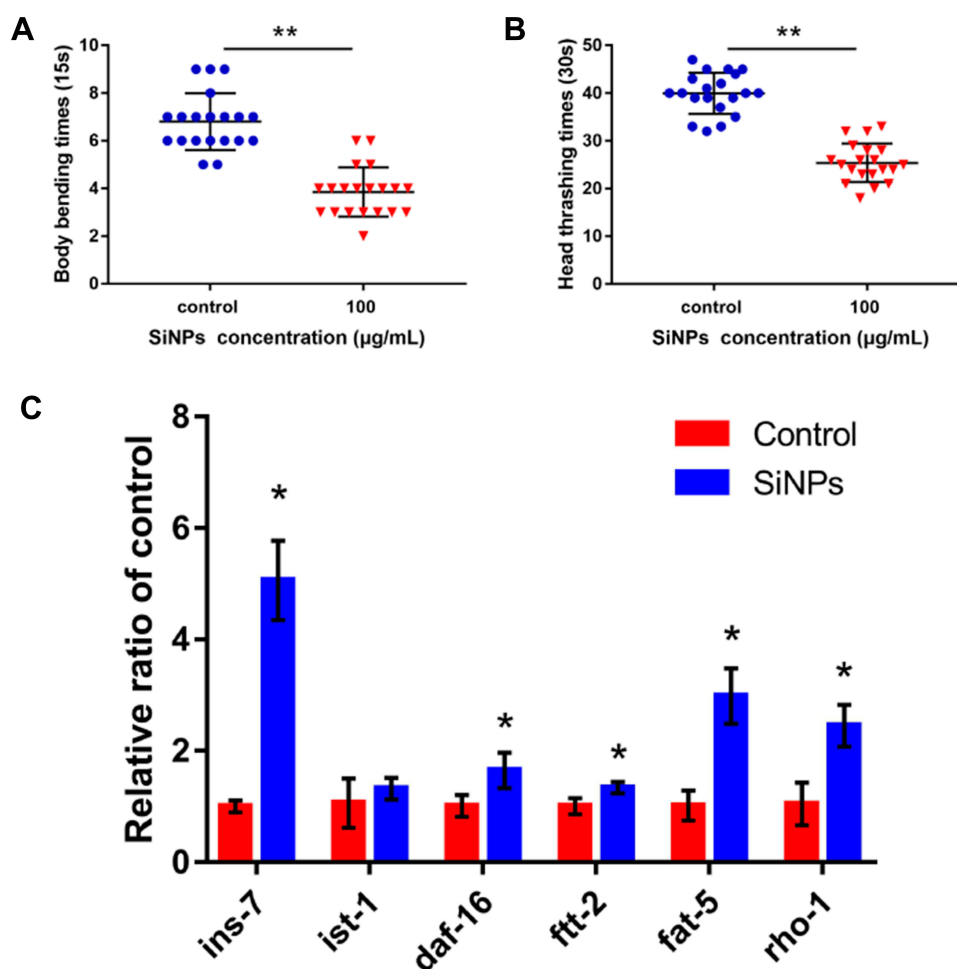 A
**
Body bending times (15s)
10
8
6
4
2
0
control
100
SiNPs concentration (μg/mL)
B
**
Head thrashing times (30s)
50
40
30
20
10
0
control
100
SiNPs concentration (μg/mL)
C
Relative ratio of control
8
6
4
2
0
Control
SiNPs
*
*
*
*
*
ins-7
ist-1
daf-16
ftt-2
fat-5
rho-1